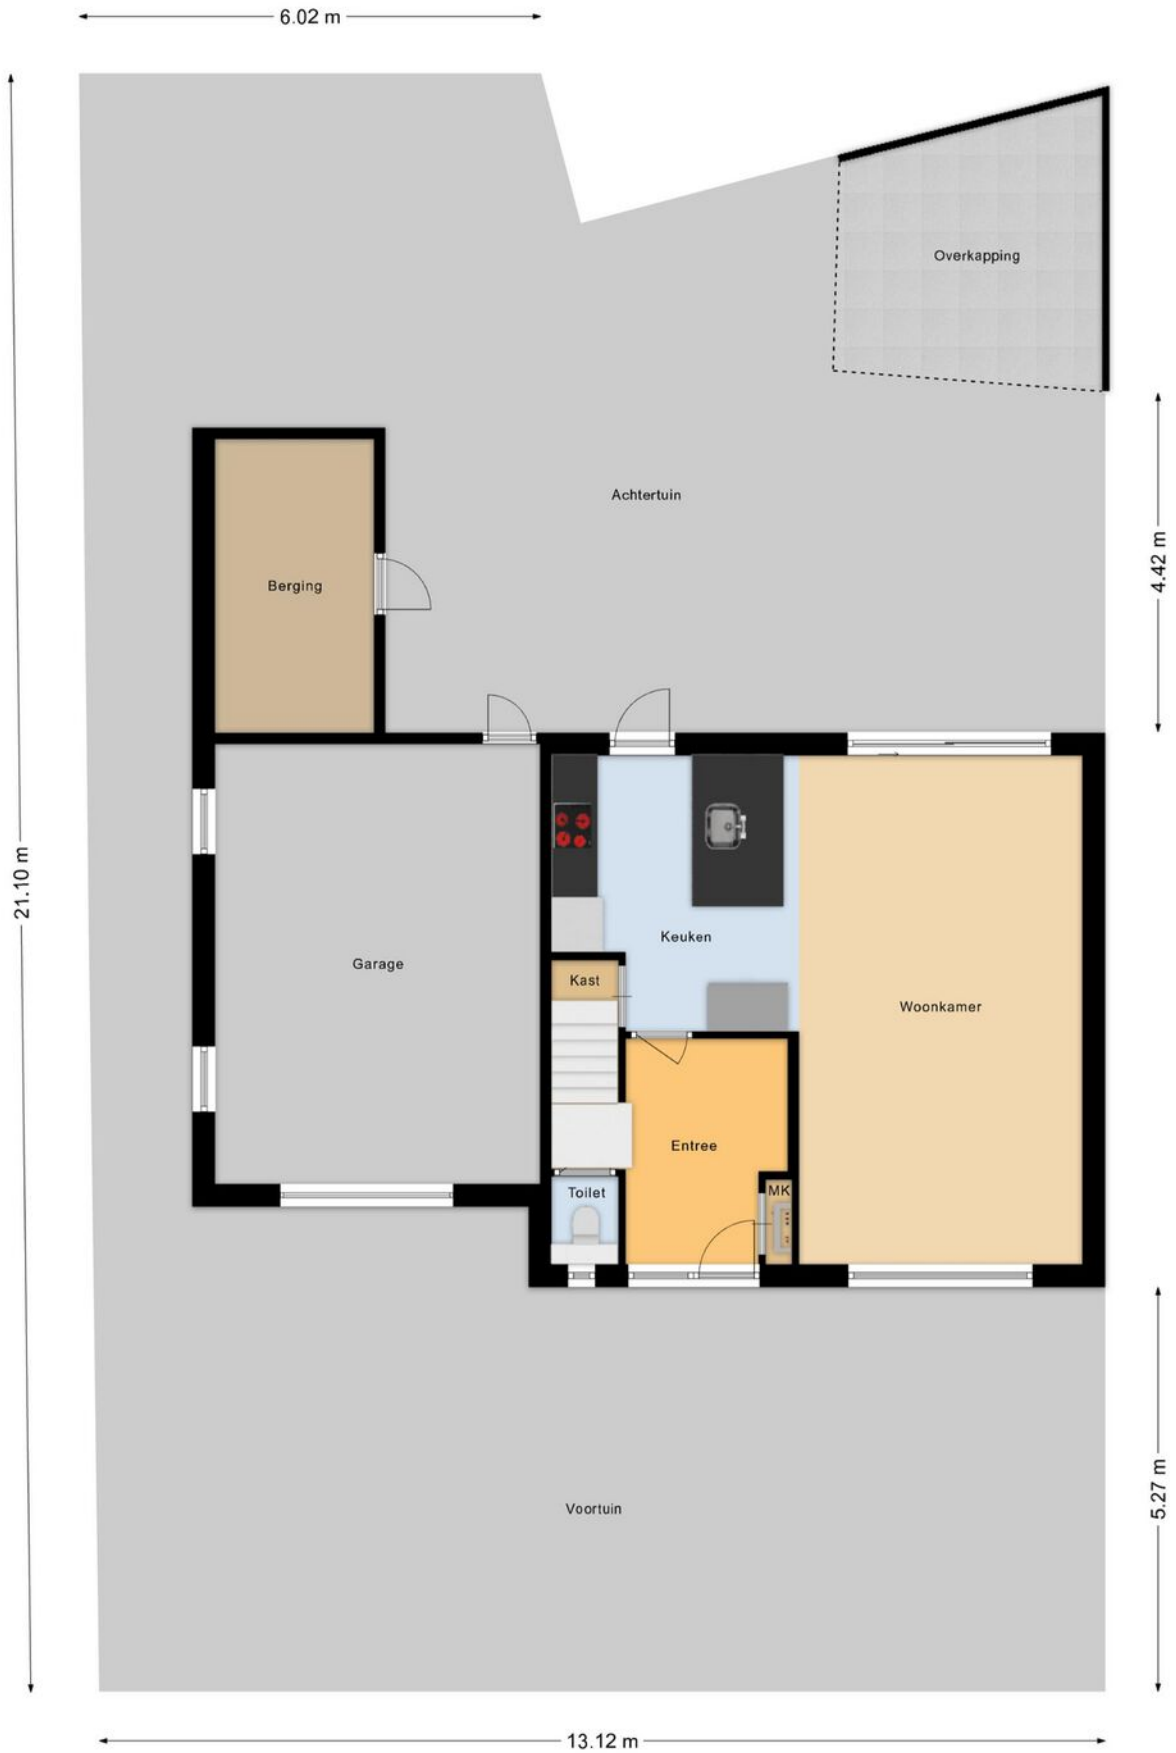 6.02 m
Overkapping
Achtertuin
4.42 m
Berging
21.10 m
Keuken
Garage
Kast
Woonkamer
Entree
Toilet
MK
5.27 m
Voortuin
13.12 m